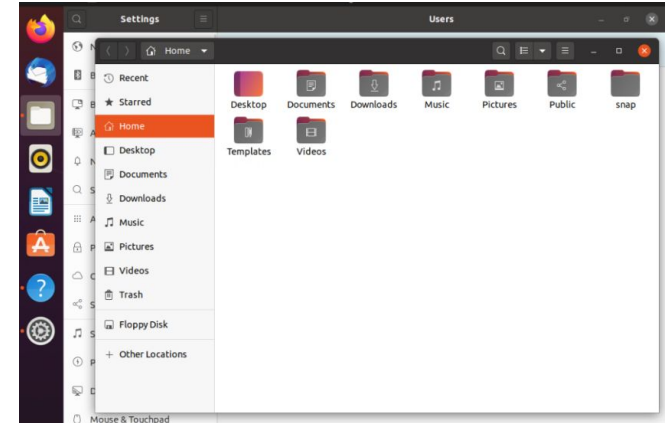 Settings
Users
Home
Recent
Starred
Home
Desktop
Documents
Downloads
Music
Pictures
Videos
Trash
Floppy Disk
+ Other Locations
Desktop Documents Downloads Music Pictures Public snap
Templates Videos
Mouse & Touchpad